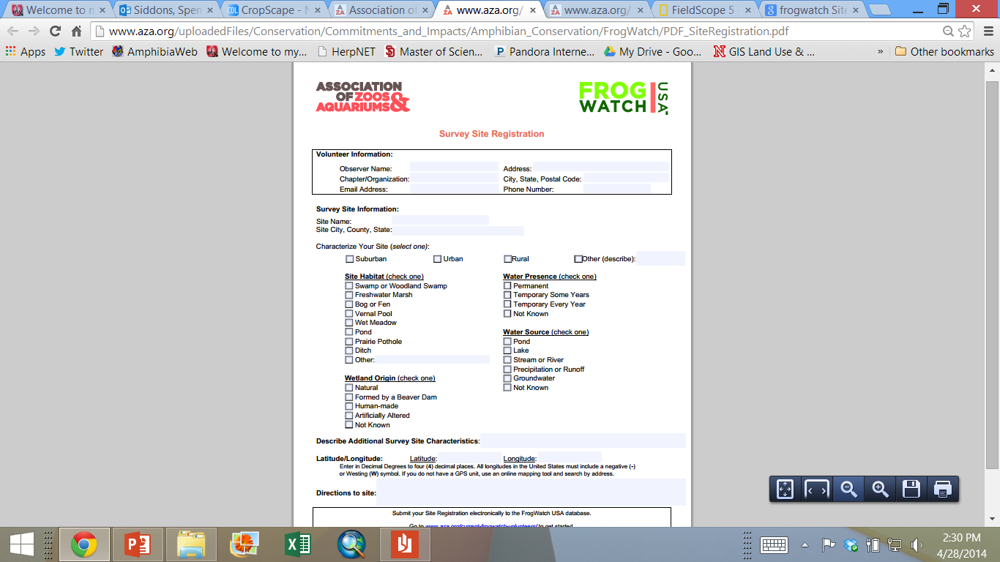 Welcome to n
Siddons, Spen
CropScape - N
Association of
www.aza.org/
www.aza.org/
FieldScope 5 -
frogwatch Site
www.aza.org/uploadedFiles/Conservation/Commitments_and_Impacts/Amphibian_Conservation/FrogWatch/PDF_SiteRegistration.pdf
Apps Twitter AmphibiaWeb Welcome to my... HerpNET Master of Scien... Pandora Interne... My Drive - Goo... GIS Land Use & ... » Other bookmarks
ASSOCIATION
OF ZOOS &
AQUARIUMS
FROG
WATCH
USA
Survey Site Registration
Volunteer Information:
Observer Name: Address:
Chapter/Organization: City, State, Postal Code:
Email Address: Phone Number:
Survey Site Information:
Site Name:
Site City, County, State:
Characterize Your Site (select one):
Suburban Urban Rural Other (describe):
Site Habitat (check one)
Swamp or Woodland Swamp
Freshwater Marsh
Bog or Fen
Vernal Pool
Wet Meadow
Pond
Prairie Pothole
Ditch
Other:
Wetland Origin (check one)
Natural
Formed by a Beaver Dam
Human-made
Artificially Altered
Not Known
Water Presence (check one)
Permanent
Temporary Some Years
Temporary Every Year
Not Known
Water Source (check one)
Pond
Lake
Stream or River
Precipitation or Runoff
Groundwater
Not Known
Describe Additional Survey Site Characteristics:
Latitude/Longitude: Latitude: Longitude:
Enter in Decimal Degrees to four (4) decimal places. All longitudes in the United States must include a negative (-)
or Westing (W) symbol. If you do not have a GPS unit, use an online mapping tool and search by address.
Directions to site:
Submit your Site Registration electronically to the FrogWatch USA database.
Go to www.aza.org/current-frogwatch-volunteers/ to get started.
2:30 PM
4/28/2014